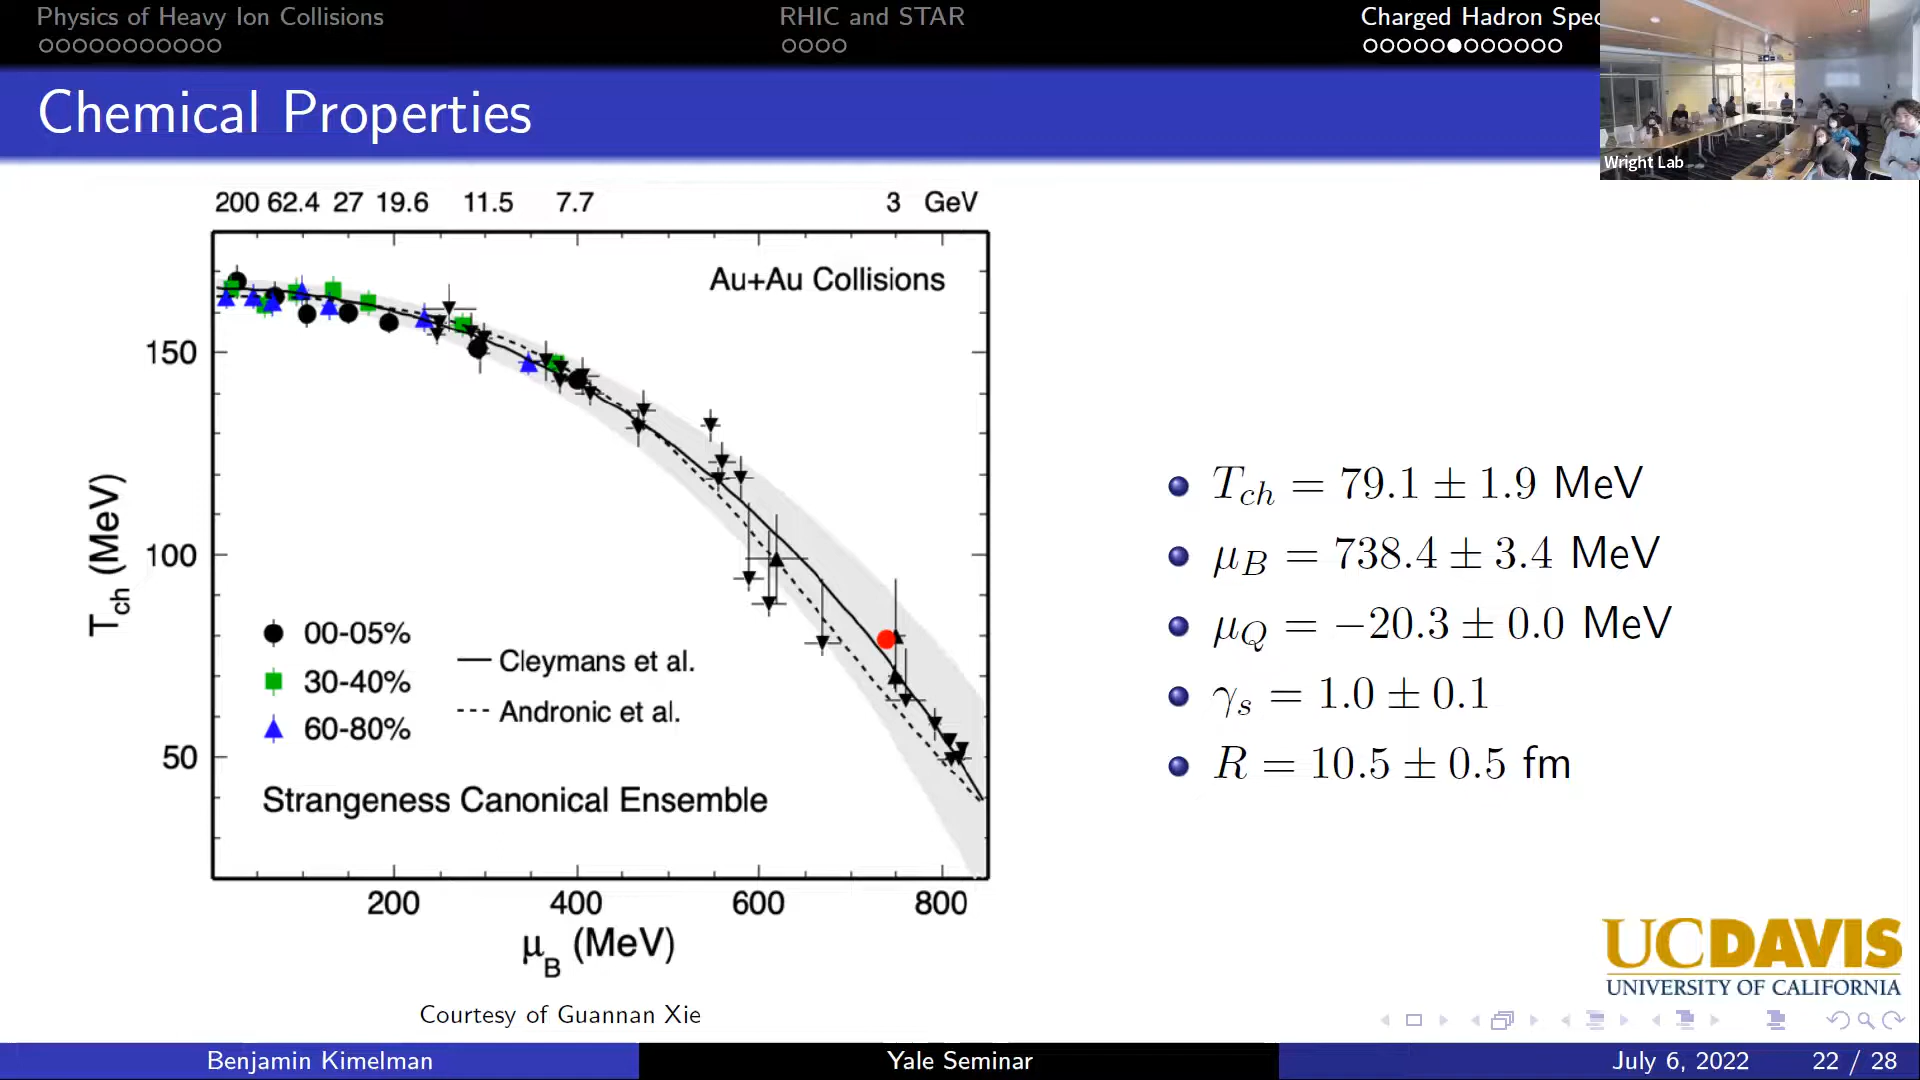 Physics of Heavy Ion Collisions
RHIC and STAR
Charged Hadron Spec
Wright Lab
Chemical Properties
200 62.4 27 19.6 11.5 7.7 3 GeV
Au+Au Collisions
150
100
50
T_ch (MeV)
00-05%
30-40%
60-80%
Cleymans et al.
Andronic et al.
Strangeness Canonical Ensemble
200 400 600 800
μ_B (MeV)
Courtesy of Guannan Xie
T_ch = 79.1 ± 1.9 MeV
μ_B = 738.4 ± 3.4 MeV
μ_Q = −20.3 ± 0.0 MeV
γ_s = 1.0 ± 0.1
R = 10.5 ± 0.5 fm
UCDAVIS
UNIVERSITY OF CALIFORNIA
Benjamin Kimelman
Yale Seminar
July 6, 2022
22 / 28